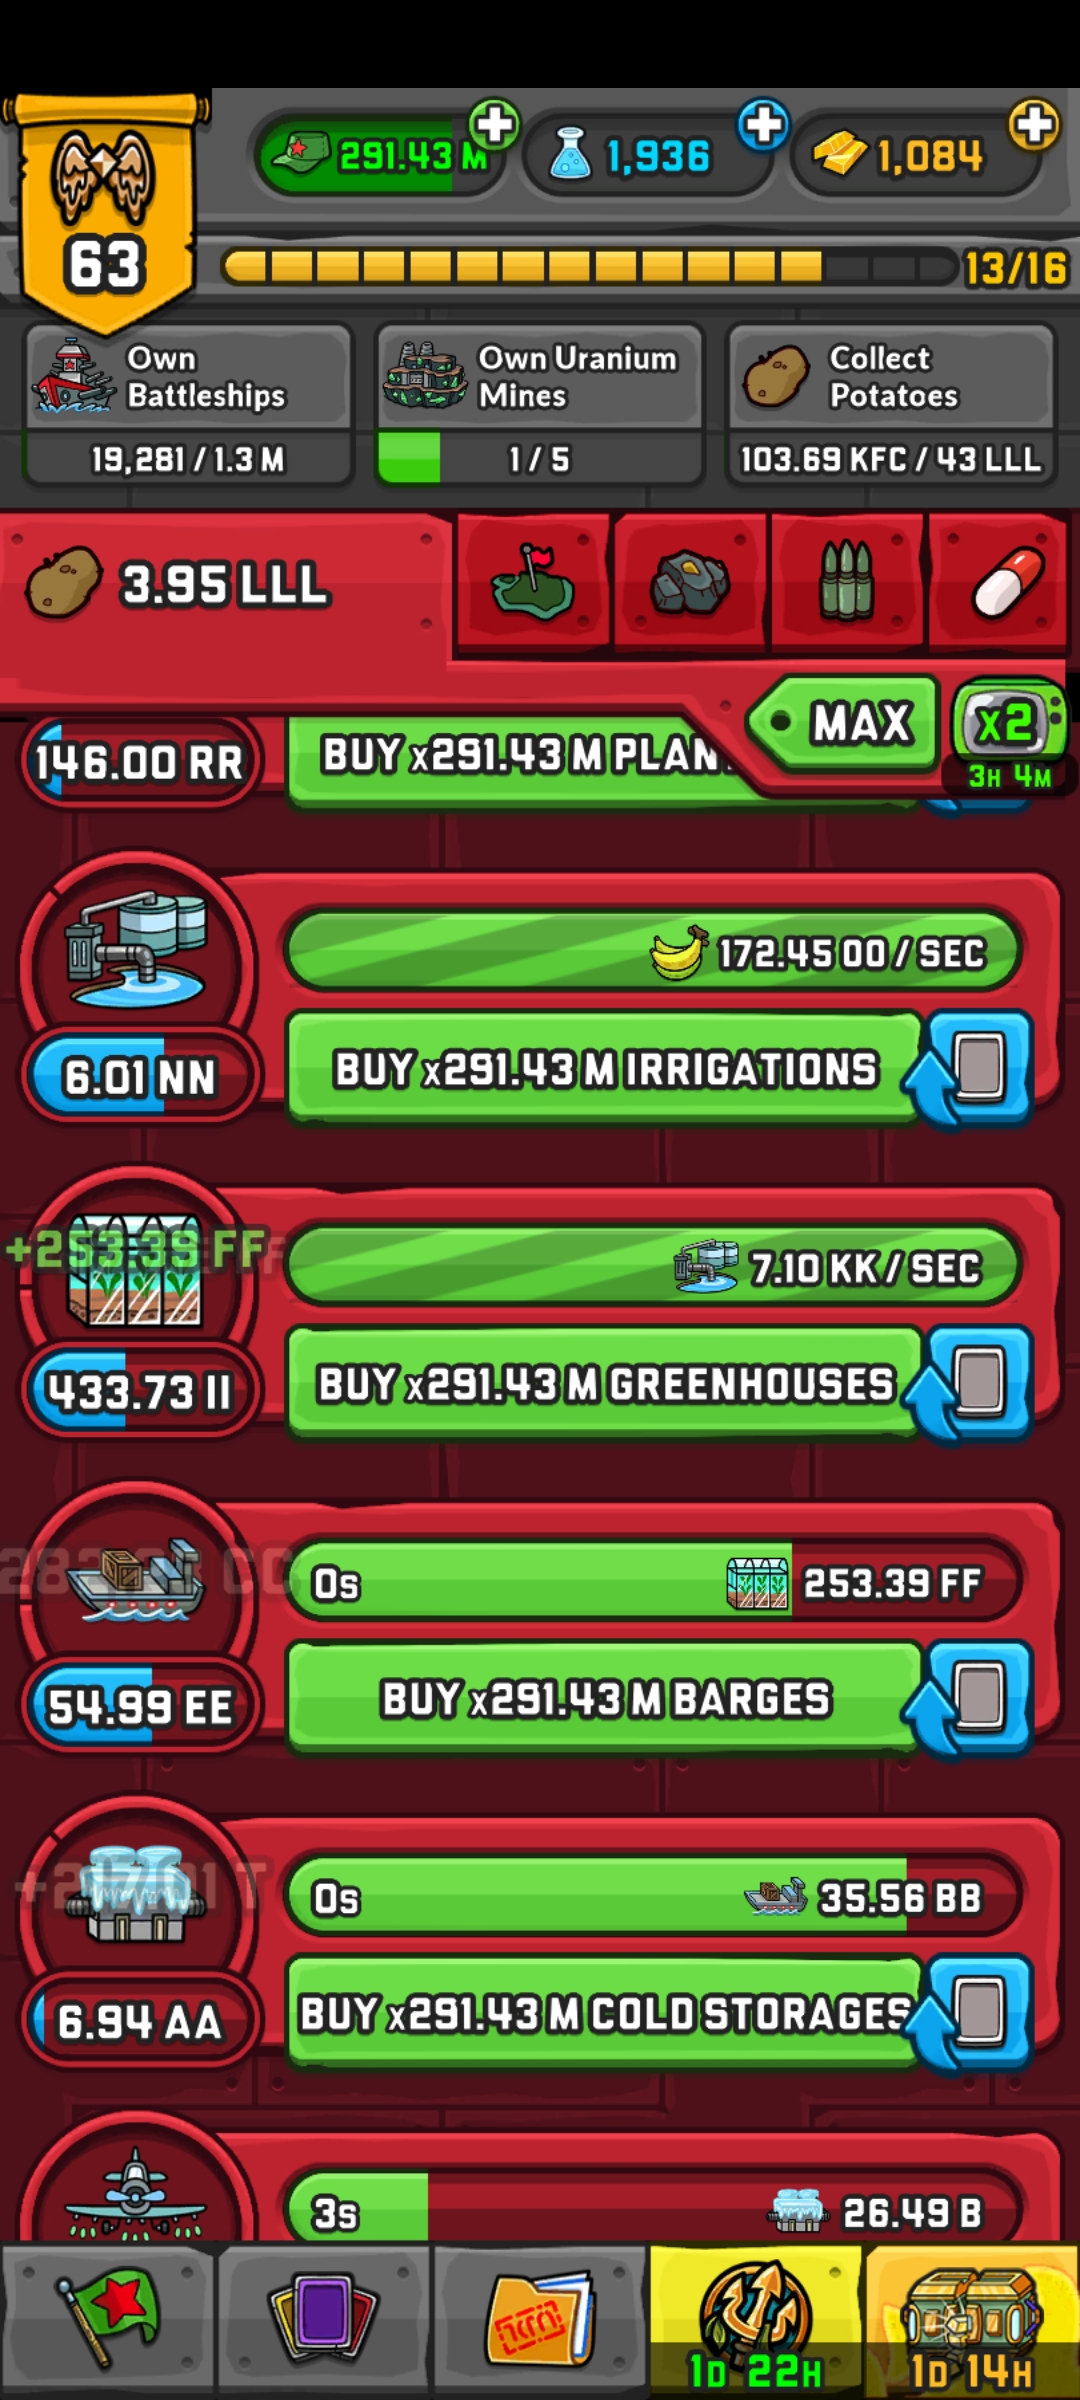 291.43 M
1,936
1,084
63
13/16
Own
Battleships
19,281 / 1.3 M
Own Uranium
Mines
1 / 5
Collect
Potatoes
103.69 KFC / 43 LLL
3.95 LLL
MAX
x2
3H 4M
146.00 RR
BUY x291.43 M PLAN
172.45 OO / SEC
6.01 NN
BUY x291.43 M IRRIGATIONS
+253.39 FF
7.10 KK / SEC
433.73 II
BUY x291.43 M GREENHOUSES
0s
253.39 FF
54.99 EE
BUY x291.43 M BARGES
0s
35.56 BB
6.94 AA
BUY x291.43 M COLD STORAGES
3s
26.49 B
1D 22H
1D 14H